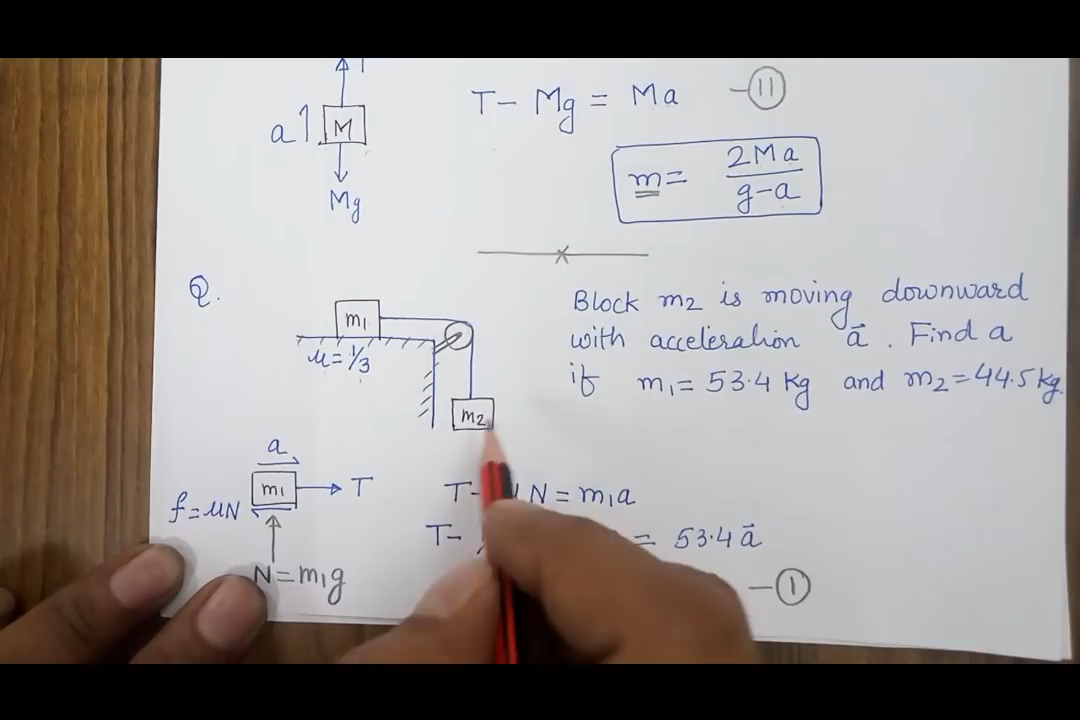 a M
T - Mg = Ma - 11
Mg
m = 2Ma / g-a
Q.
m1
μ = 1/3
m2
Block m2 is moving downward
with acceleration a⃗. Find a
if m1 = 53.4 kg and m2 = 44.5 kg.
a
m1 T
f = μN
N = m1g
T- N = m1a
T- = 53.4 a⃗
- 1